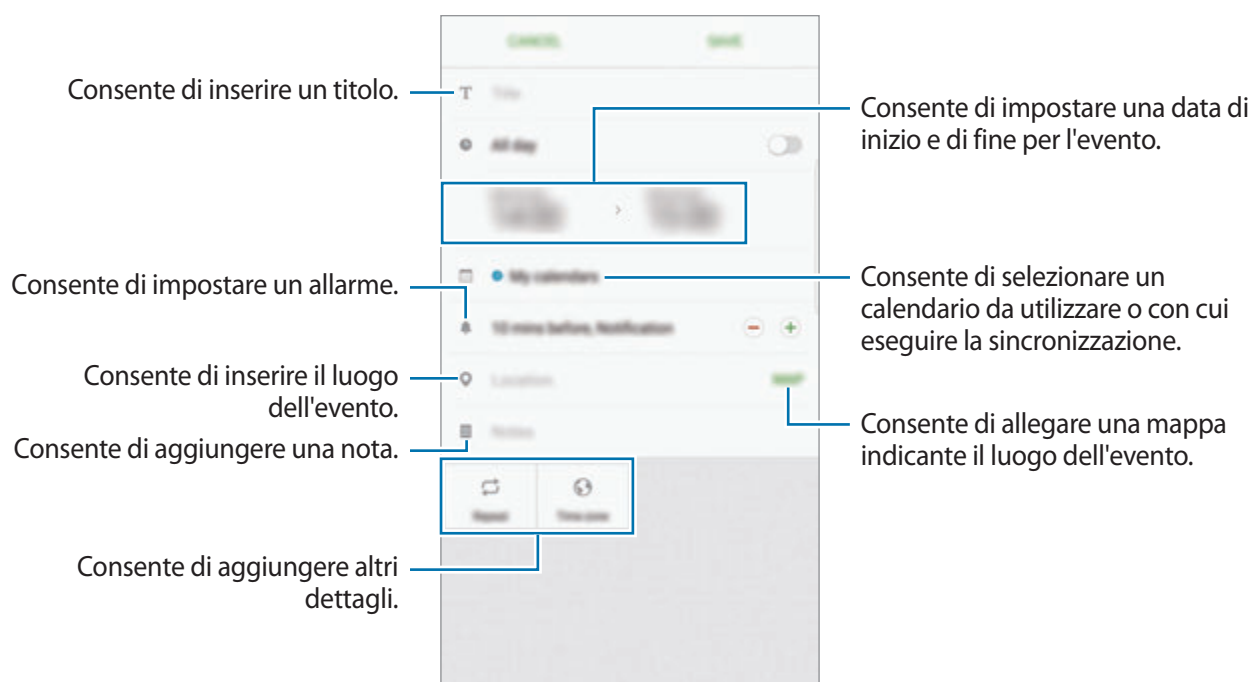 CANCEL
SAVE
Consente di inserire un titolo.
Title
Consente di impostare una data di
inizio e di fine per l'evento.
All day
My calendars
Consente di selezionare un
calendario da utilizzare o con cui
eseguire la sincronizzazione.
Consente di impostare un allarme.
10 mins before, Notification
Consente di inserire il luogo
dell'evento.
Location
MAP
Consente di allegare una mappa
indicante il luogo dell'evento.
Consente di aggiungere una nota.
Notes
Repeat
Time zone
Consente di aggiungere altri
dettagli.